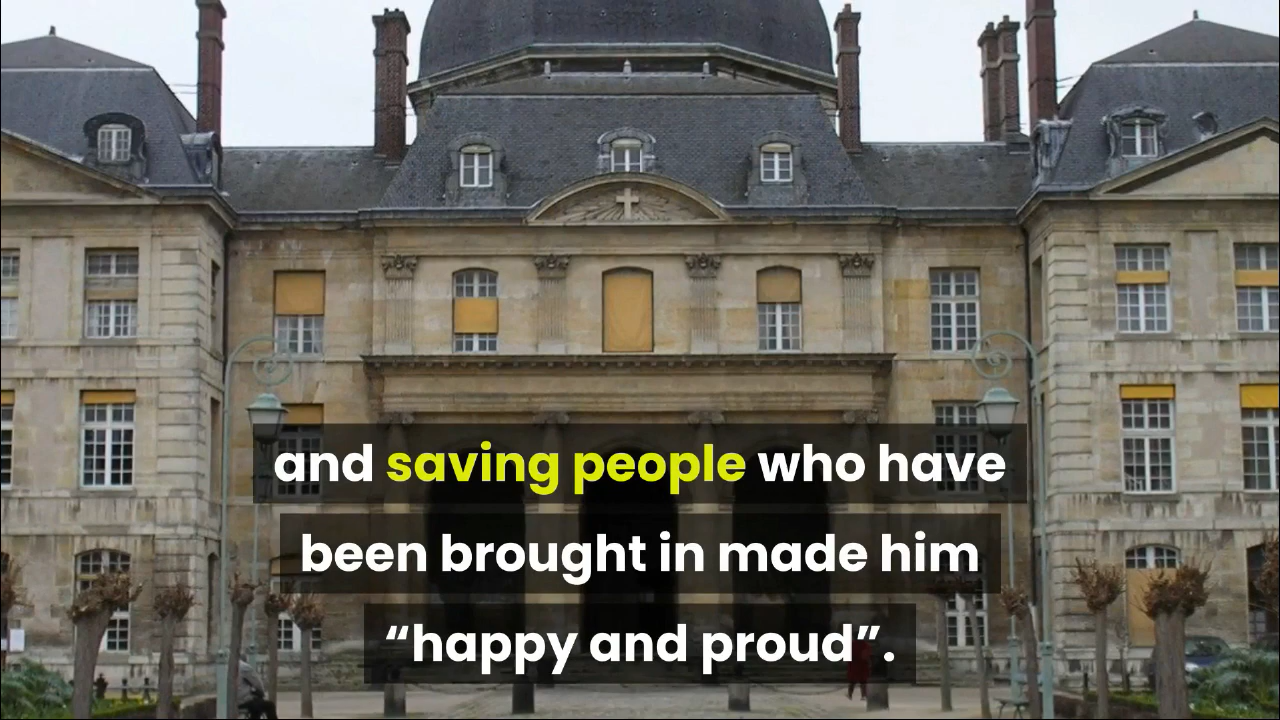 and saving people who have
been brought in made him
“happy and proud”.